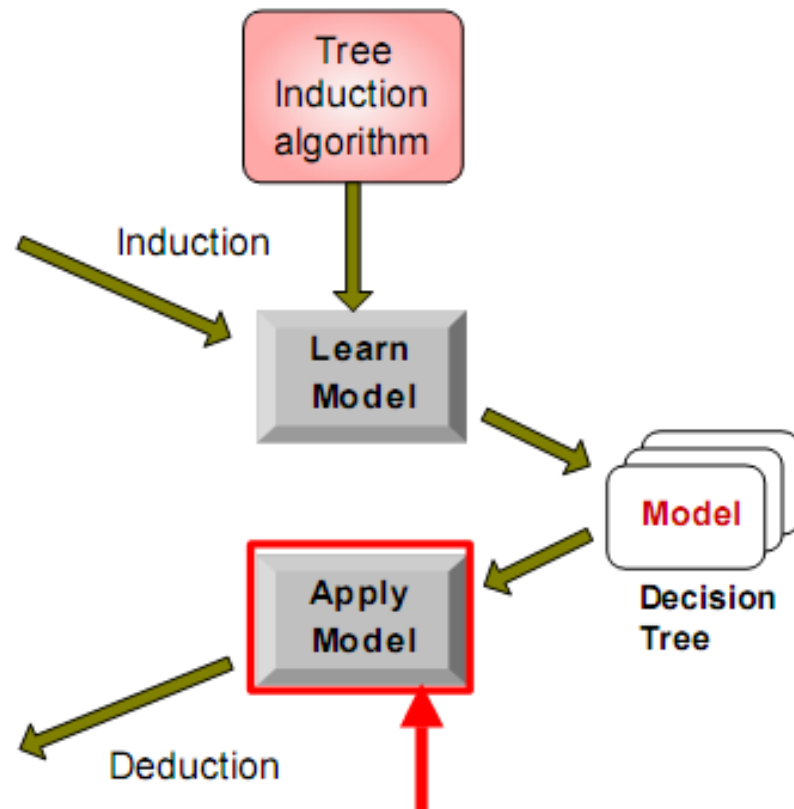 Tree
Induction
algorithm
Induction
Learn
Model
Model
Decision
Tree
Apply
Model
Deduction